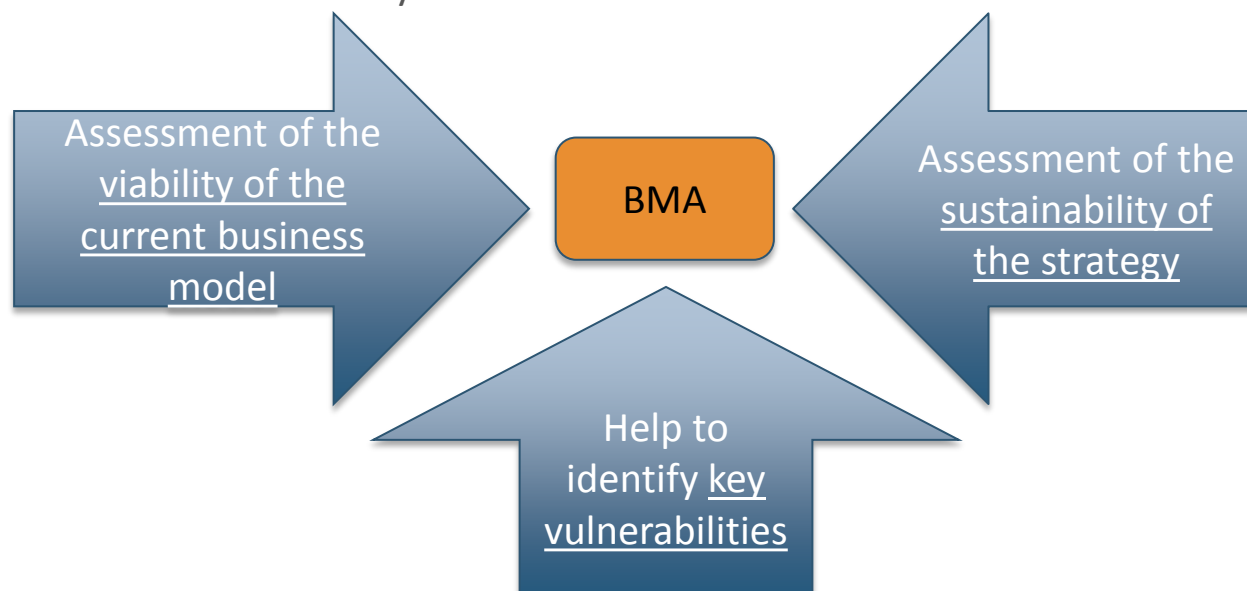 Assessment of the
viability of the
current business
model
BMA
Assessment of the
sustainability of
the strategy
Help to
identify key
vulnerabilities